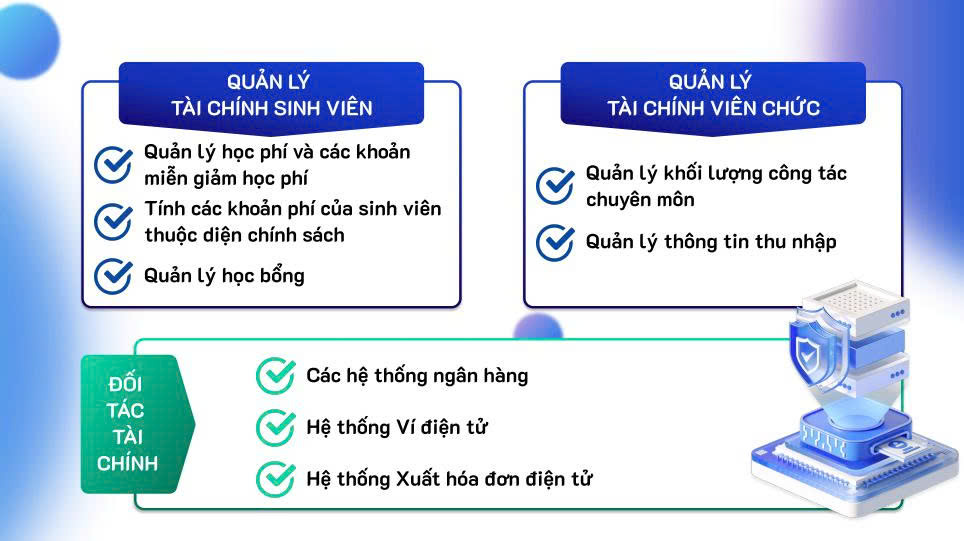 QUẢN LÝ
TÀI CHÍNH SINH VIÊN
Quản lý học phí và các khoản
miễn giảm học phí
Tính các khoản phí của sinh viên
thuộc diện chính sách
Quản lý học bổng
QUẢN LÝ
TÀI CHÍNH VIÊN CHỨC
Quản lý khối lượng công tác
chuyên môn
Quản lý thông tin thu nhập
ĐỐI
TÁC
TÀI
CHÍNH
Các hệ thống ngân hàng
Hệ thống Ví điện tử
Hệ thống Xuất hóa đơn điện tử